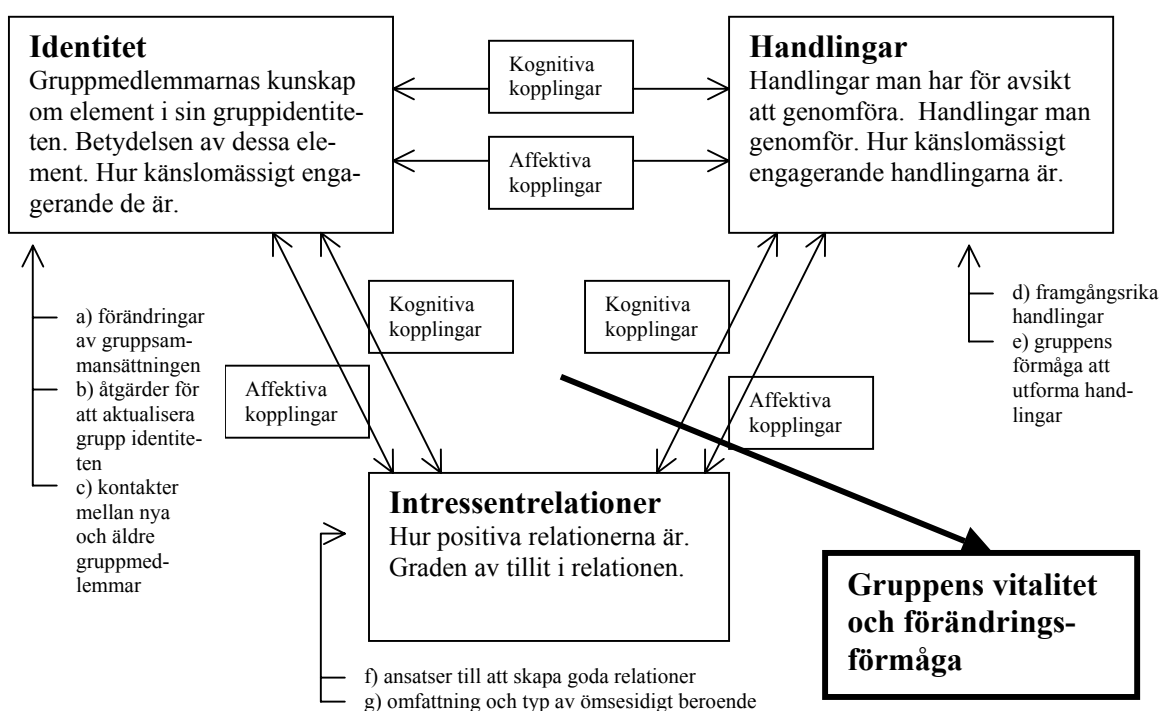 Identitet
Gruppmedlemmarnas kunskap
om element i sin gruppidentite-
ten. Betydelsen av dessa ele-
ment. Hur känslomässigt enga-
gerande de är.
Kognitiva
kopplingar
Affektiva
kopplingar
Handlingar
Handlingar man har för avsikt
att genomföra.  Handlingar man
genomför. Hur känslomässigt
engagerande handlingarna är.
a) förändringar
av gruppsam-
mansättningen
b) åtgärder för
att aktualisera
grupp identite-
ten
c) kontakter
mellan nya
och äldre
gruppmed-
lemmar
Kognitiva
kopplingar
Affektiva
kopplingar
Kognitiva
kopplingar
Affektiva
kopplingar
d) framgångsrika
handlingar
e) gruppens
förmåga att
utforma hand-
lingar
Intressentrelationer
Hur positiva relationerna är.
Graden av tillit i relationen.
f) ansatser till att skapa goda relationer
g) omfattning och typ av ömsesidigt beroende
Gruppens vitalitet
och förändrings-
förmåga